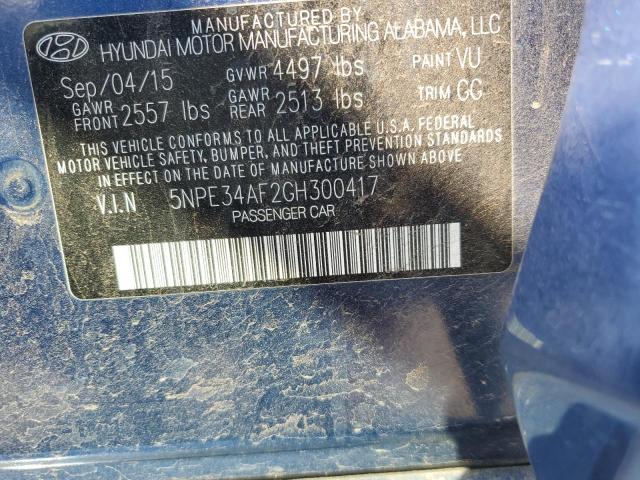 MANUFACTURED BY
HYUNDAI MOTOR MANUFACTURING ALABAMA, LLC
Sep/04/15 GVWR 4497 lbs PAINT VU
GAWR FRONT 2557 lbs GAWR REAR 2513 lbs TRIM GG
THIS VEHICLE CONFORMS TO ALL APPLICABLE U.S.A. FEDERAL
MOTOR VEHICLE SAFETY, BUMPER, AND THEFT PREVENTION STANDARDS
IN EFFECT ON THE DATE OF MANUFACTURE SHOWN ABOVE.
V.I.N 5NPE34AF2GH300417
PASSENGER CAR